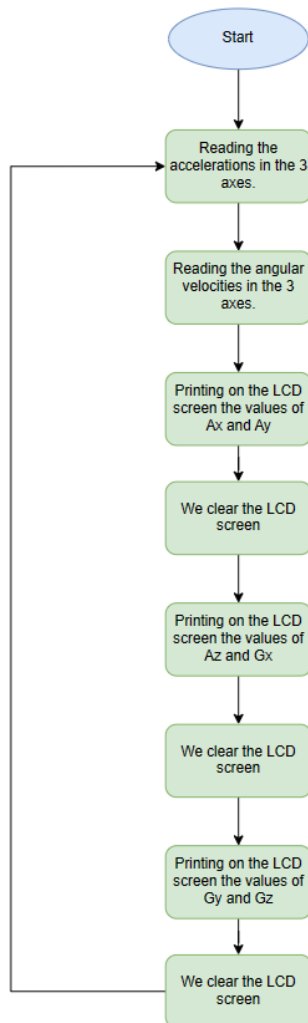 Start
Reading the
accelerations in the 3
axes.
Reading the angular
velocities in the 3
axes.
Printing on the LCD
screen the values of
Ax and Ay
We clear the LCD
screen
Printing on the LCD
screen the values of
Az and Gx
We clear the LCD
screen
Printing on the LCD
screen the values of
Gy and Gz
We clear the LCD
screen